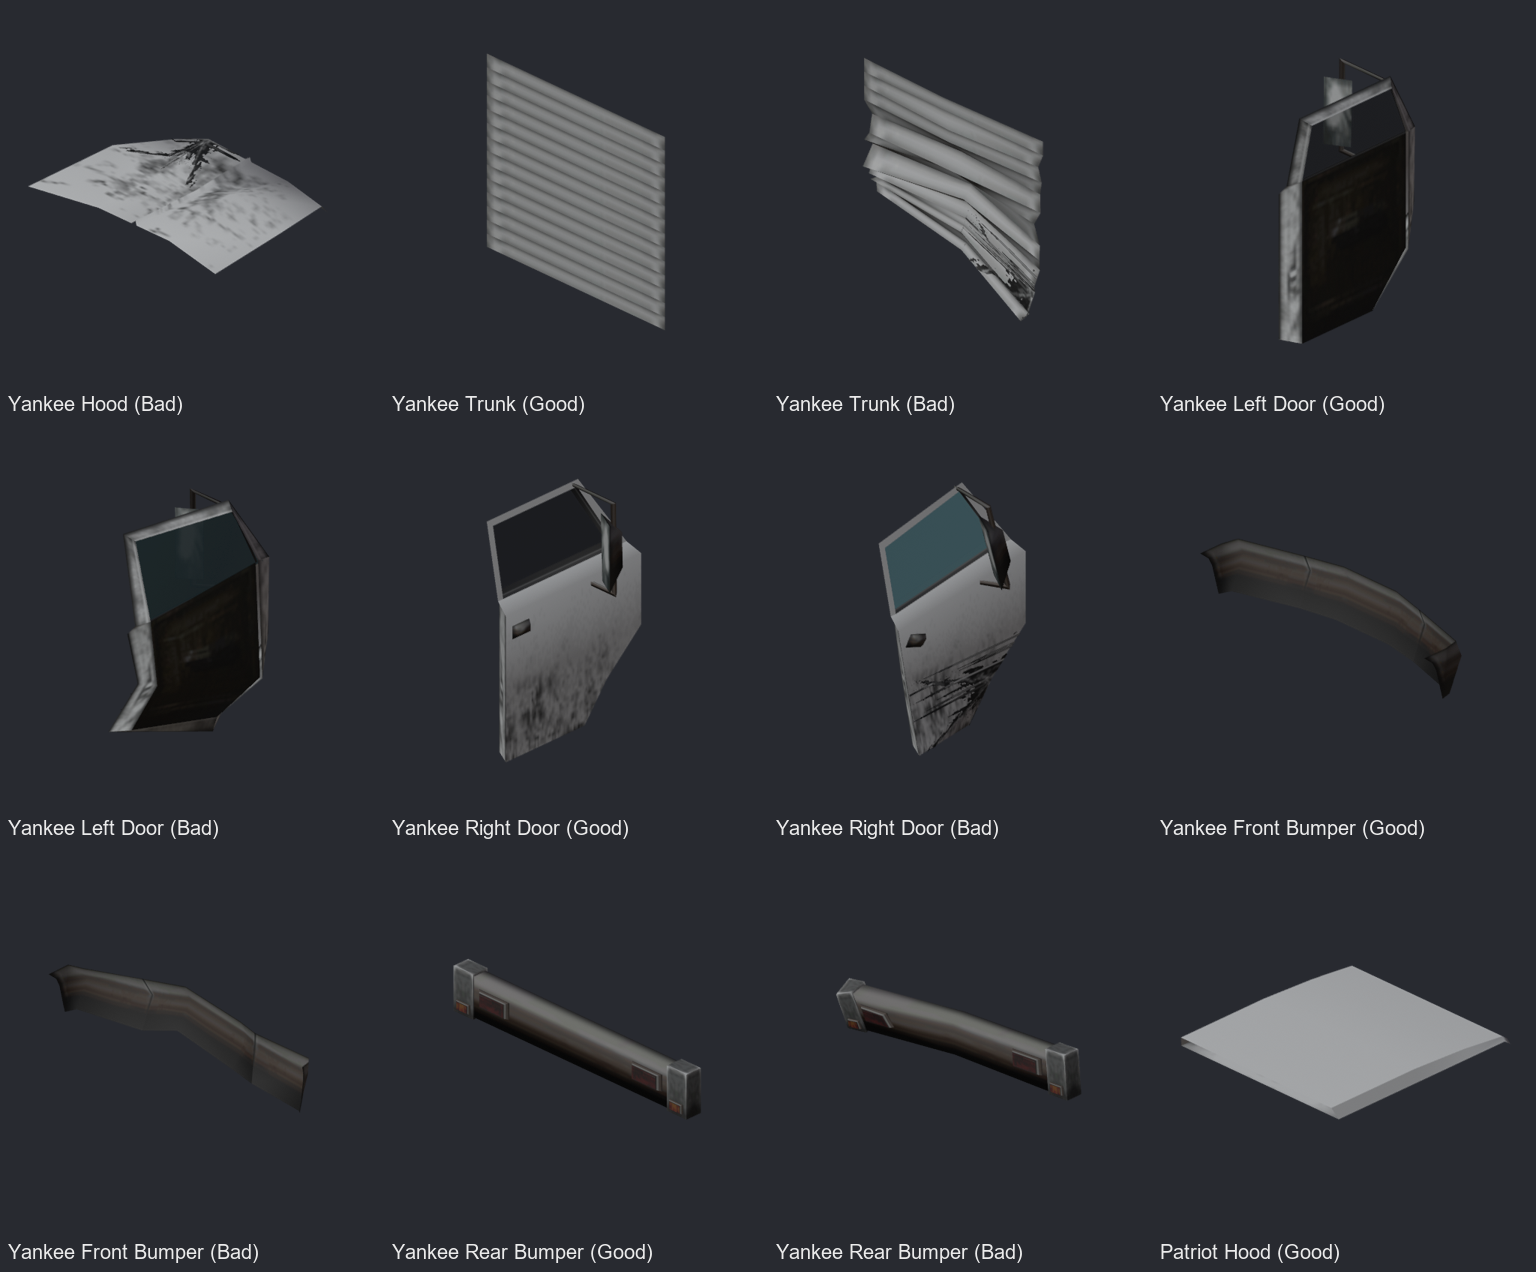 Yankee Hood (Bad)
Yankee Trunk (Good)
Yankee Trunk (Bad)
Yankee Left Door (Good)
Yankee Left Door (Bad)
Yankee Right Door (Good)
Yankee Right Door (Bad)
Yankee Front Bumper (Good)
Yankee Front Bumper (Bad)
Yankee Rear Bumper (Good)
Yankee Rear Bumper (Bad)
Patriot Hood (Good)